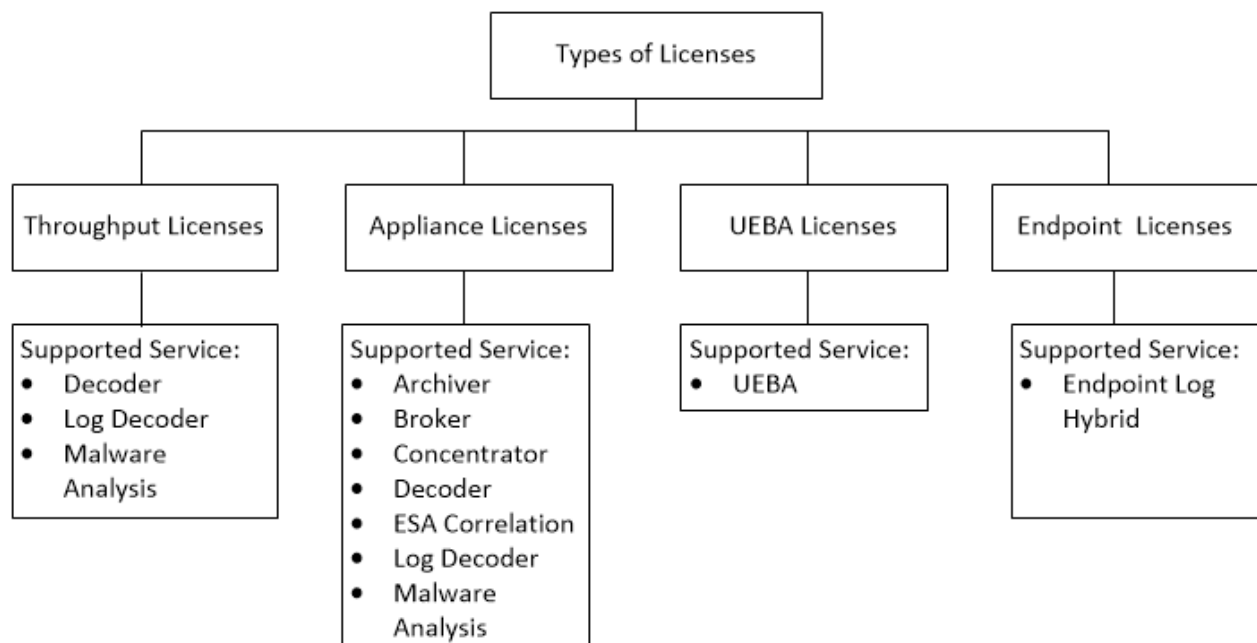 Types of Licenses
Throughput Licenses
Appliance Licenses
UEBA Licenses
Endpoint Licenses
Supported Service:
• Decoder
• Log Decoder
• Malware
Analysis
Supported Service:
• Archiver
• Broker
• Concentrator
• Decoder
• ESA Correlation
• Log Decoder
• Malware
Analysis
Supported Service:
• UEBA
Supported Service:
• Endpoint Log
Hybrid